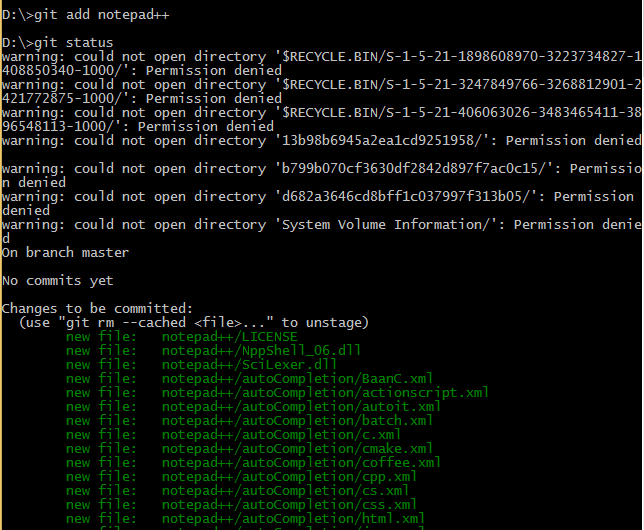 D:\>git add notepad++
D:\>git status
warning: could not open directory '$RECYCLE.BIN/S-1-5-21-1898608970-3223734827-1
408850340-1000/': Permission denied
warning: could not open directory '$RECYCLE.BIN/S-1-5-21-3247849766-3268812901-2
421772875-1000/': Permission denied
warning: could not open directory '$RECYCLE.BIN/S-1-5-21-406063026-3483465411-38
96548113-1000/': Permission denied
warning: could not open directory '13b98b6945a2ea1cd9251958/': Permission denied
warning: could not open directory 'b799b070cf3630df2842d897f7ac0c15/': Permissio
n denied
warning: could not open directory 'd682a3646cd8bff1c037997f313b05/': Permission
denied
warning: could not open directory 'System Volume Information/': Permission denie
d
On branch master
No commits yet
Changes to be committed:
  (use "git rm --cached <file>..." to unstage)
        new file:   notepad++/LICENSE
        new file:   notepad++/NppShell_06.dll
        new file:   notepad++/SciLexer.dll
        new file:   notepad++/autoCompletion/BaanC.xml
        new file:   notepad++/autoCompletion/actionscript.xml
        new file:   notepad++/autoCompletion/autoit.xml
        new file:   notepad++/autoCompletion/batch.xml
        new file:   notepad++/autoCompletion/c.xml
        new file:   notepad++/autoCompletion/cmake.xml
        new file:   notepad++/autoCompletion/coffee.xml
        new file:   notepad++/autoCompletion/cpp.xml
        new file:   notepad++/autoCompletion/cs.xml
        new file:   notepad++/autoCompletion/css.xml
        new file:   notepad++/autoCompletion/html.xml